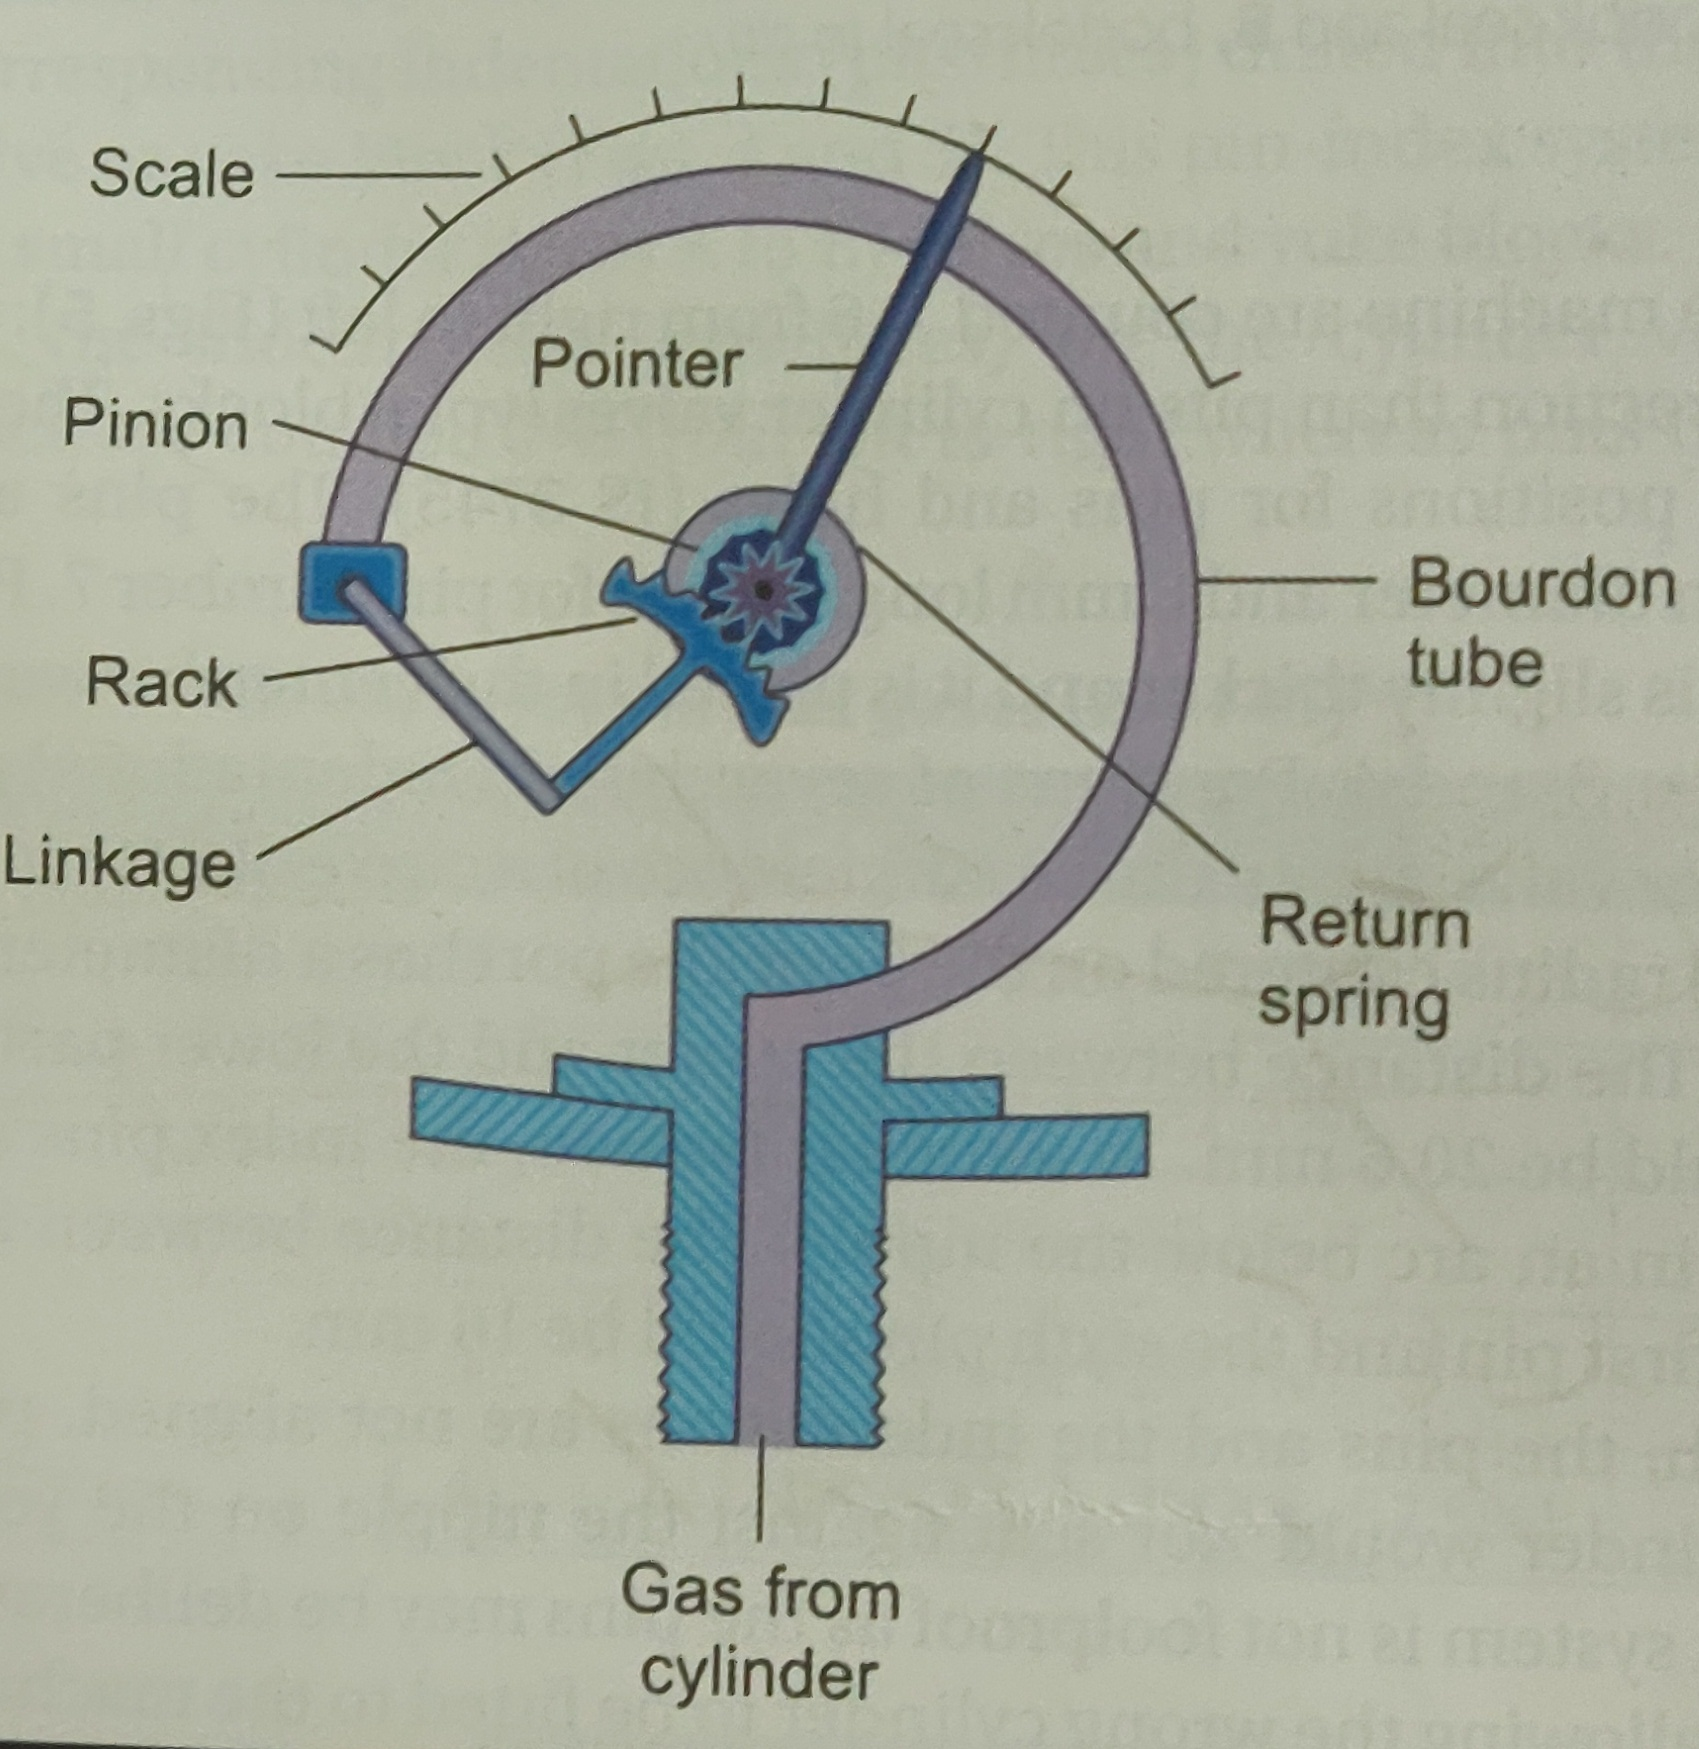 Scale
Pointer
Pinion
Bourdon
tube
Rack
Linkage
Return
spring
Gas from
cylinder